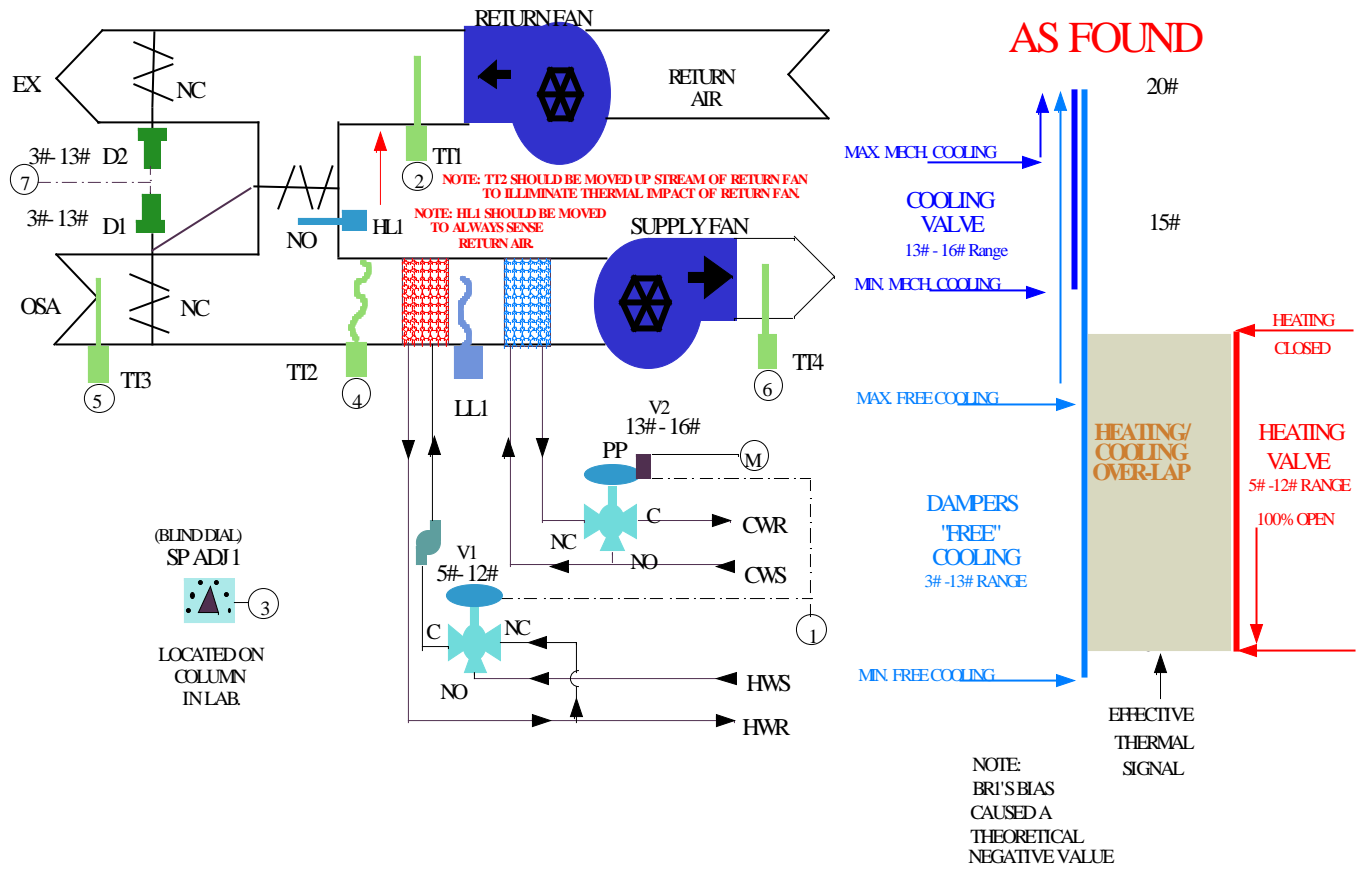 RETURN FAN
EX
NC
RETURN
AIR
3#- 13# D2
7
3#- 13# D1
TT1
2
NOTE: TT2 SHOULD BE MOVED UP STREAM OF RETURN FAN
TO ILLIMINATE THERMAL IMPACT OF RETURN FAN.
NOTE: HL1 SHOULD BE MOVED
TO ALWAYS SENSE
RETURN AIR.
HL1
NO
SUPPLY FAN
OSA
NC
TT3
5
TT2
4
LL1
TT4
6
V2
13# - 16#
PP
M
C
CWR
NC
NO
CWS
V1
5#- 12#
1
C
NC
NO
HWS
HWR
(BLIND DIAL)
SP ADJ 1
3
LOCATED ON
COLUMN
IN LAB.
AS FOUND
20#
MAX. MECH. COOLING
COOLING
VALVE
13# - 16# Range
15#
MIN. MECH. COOLING
HEATING
CLOSED
MAX. FREE COOLING
HEATING/
COOLING
OVER-LAP
HEATING
VALVE
5# -12# RANGE
100% OPEN
DAMPERS
"FREE"
COOLING
3# -13# RANGE
MIN. FREE COOLING
EFFECTIVE
THERMAL
SIGNAL
NOTE:
BR1'S BIAS
CAUSED A
THEORETICAL
NEGATIVE VALUE